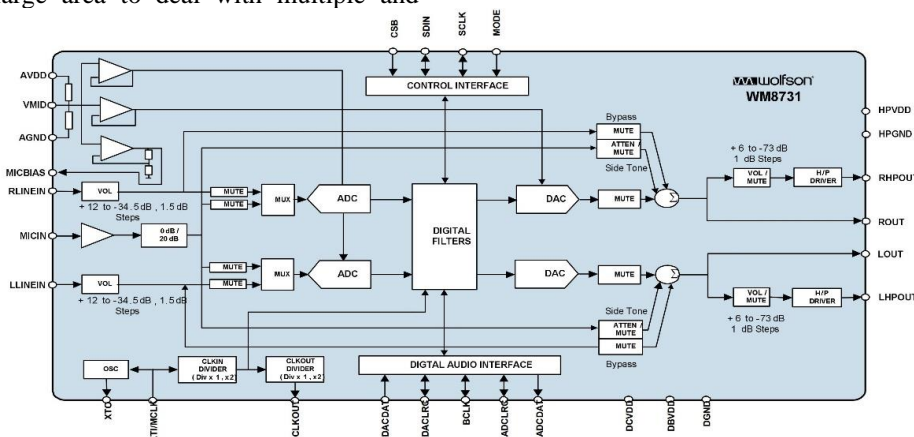 arge area to deal with multiple and
CSB
SDIN
SCLK
MODE
AVDD
VMID
AGND
MICBIAS
RLINEIN
MICIN
LLINEIN
CONTROL INTERFACE
wolfson
WM8731
HPVDD
HPGND
RHPOUT
ROUT
LOUT
LHPOUT
VOL
+ 12 to -34.5 dB , 1.5 dB
Steps
0 dB /
20 dB
VOL
+ 12 to -34.5 dB , 1.5 dB
Steps
MUTE
MUTE
MUX
ADC
MUTE
MUTE
MUX
ADC
DIGITAL
FILTERS
DAC
DAC
Bypass
MUTE
ATTEN /
MUTE
Side Tone
MUTE
Σ
+ 6 to -73 dB
1 dB Steps
VOL /
MUTE
H/P
DRIVER
MUTE
Σ
Side Tone
ATTEN /
MUTE
MUTE
Bypass
VOL /
MUTE
H/P
DRIVER
+ 6 to -73 dB
1 dB Steps
OSC
CLKIN
DIVIDER
( Div x 1 , x2 )
CLKOUT
DIVIDER
( Div x 1 , x2 )
DIGITAL AUDIO INTERFACE
XTO
XTI/MCLK
CLKOUT
DACDAT
DACLRC
BCLK
ADCLRC
ADCDAT
DCVDD
DBVDD
DGND